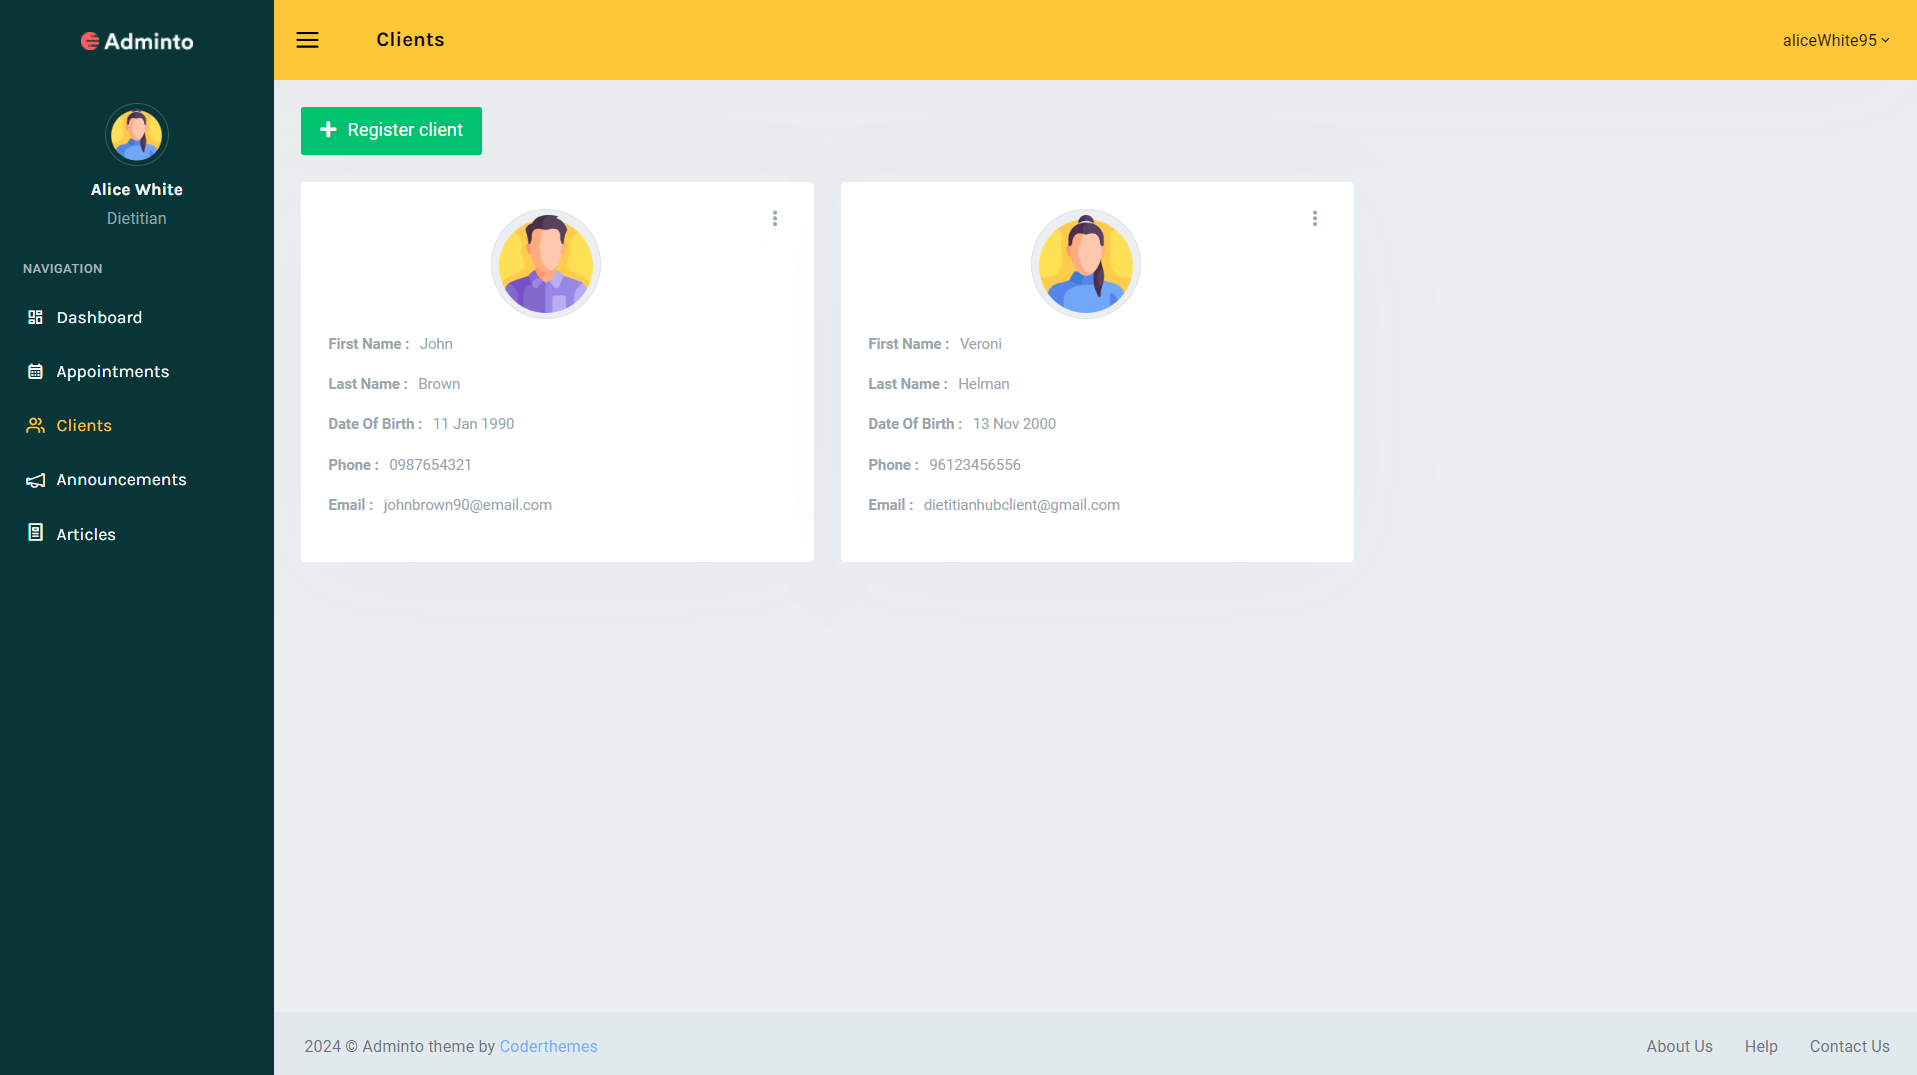 Adminto
Clients
aliceWhite95
Alice White
Dietitian
NAVIGATION
Dashboard
Appointments
Clients
Announcements
Articles
Register client
First Name : John
Last Name : Brown
Date Of Birth : 11 Jan 1990
Phone : 0987654321
Email : johnbrown90@email.com
First Name : Veroni
Last Name : Helman
Date Of Birth : 13 Nov 2000
Phone : 96123456556
Email : dietitianhubclient@gmail.com
2024 © Adminto theme by Coderthemes
About Us Help Contact Us